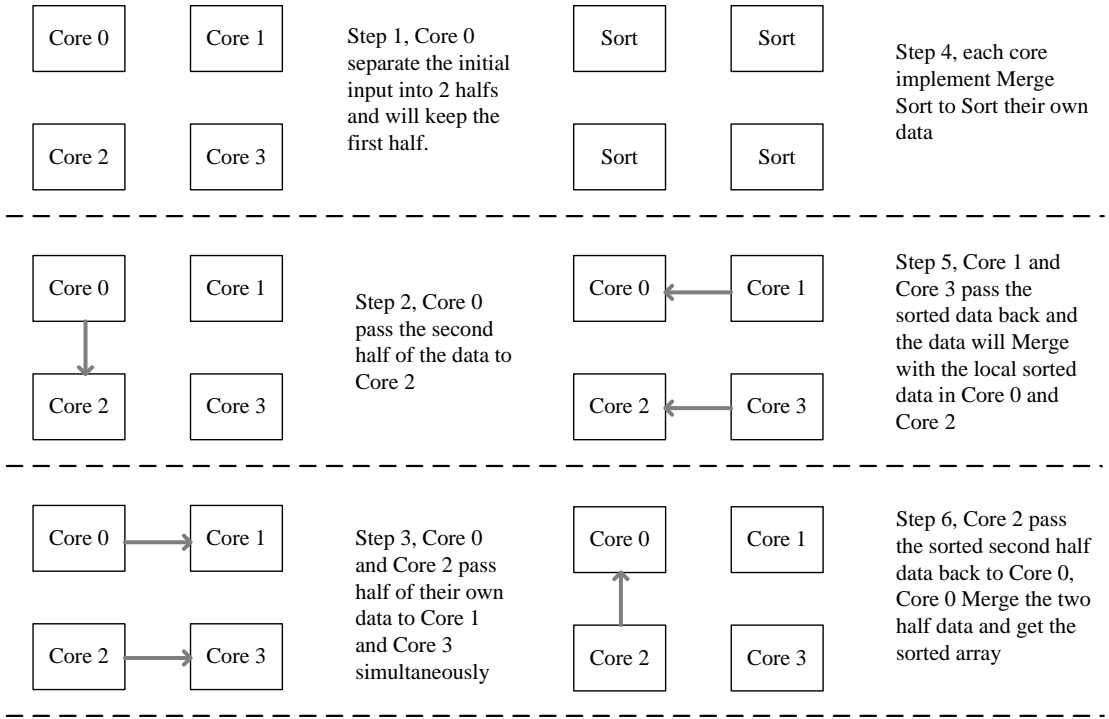 Core 0
Core 1
Core 2
Core 3
Step 1, Core 0
separate the initial
input into 2 halfs
and will keep the
first half.
Core 0
Core 1
Core 2
Core 3
Step 2, Core 0
pass the second
half of the data to
Core 2
Core 0
Core 1
Core 2
Core 3
Step 3, Core 0
and Core 2 pass
half of their own
data to Core 1
and Core 3
simultaneously
Sort
Sort
Sort
Sort
Step 4, each core
implement Merge
Sort to Sort their own
data
Core 0
Core 1
Core 2
Core 3
Step 5, Core 1 and
Core 3 pass the
sorted data back and
the data will Merge
with the local sorted
data in Core 0 and
Core 2
Core 0
Core 1
Core 2
Core 3
Step 6, Core 2 pass
the sorted second half
data back to Core 0,
Core 0 Merge the two
half data and get the
sorted array